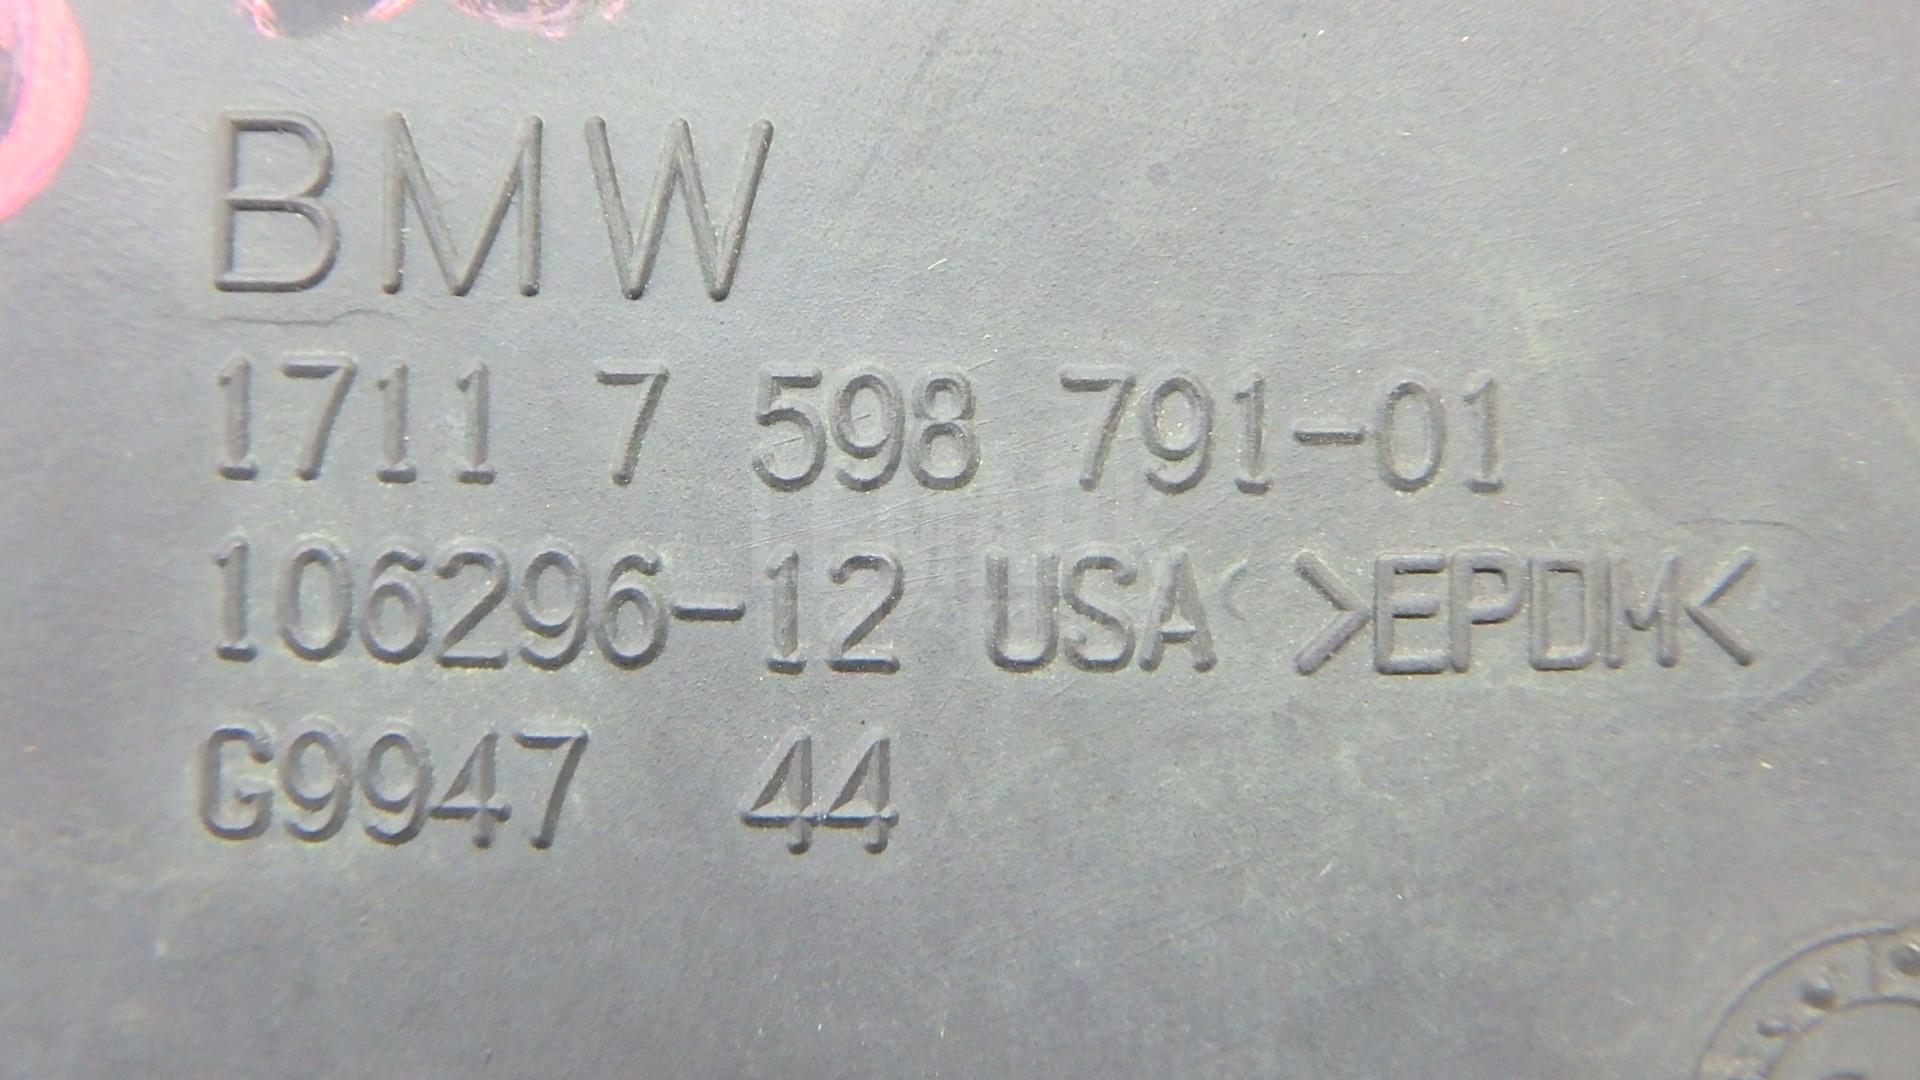 BMW
1711 7 598 791-01
106296-12 USA >EPDM<
G9947 44